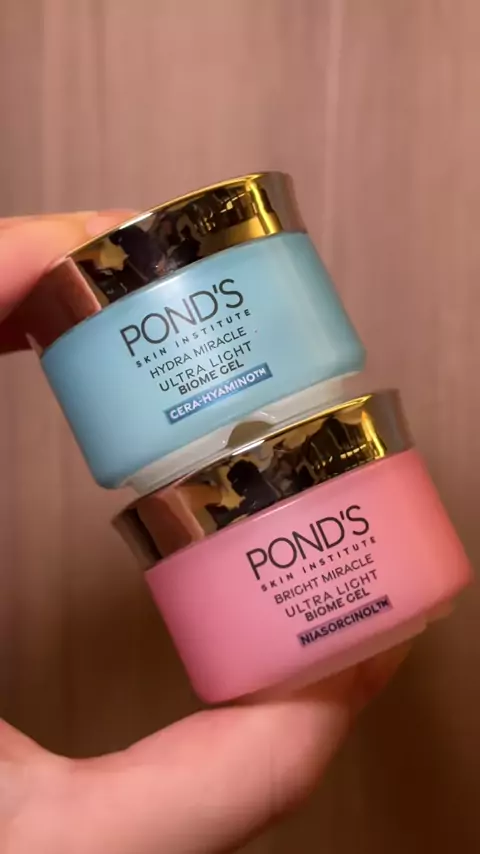 POND'S
SKIN INSTITUTE
HYDRA MIRACLE
ULTRA LIGHT
BIOME GEL
CERA-HYAMINO™
POND'S
SKIN INSTITUTE
BRIGHT MIRACLE
ULTRA LIGHT
BIOME GEL
NIASORCINOL™